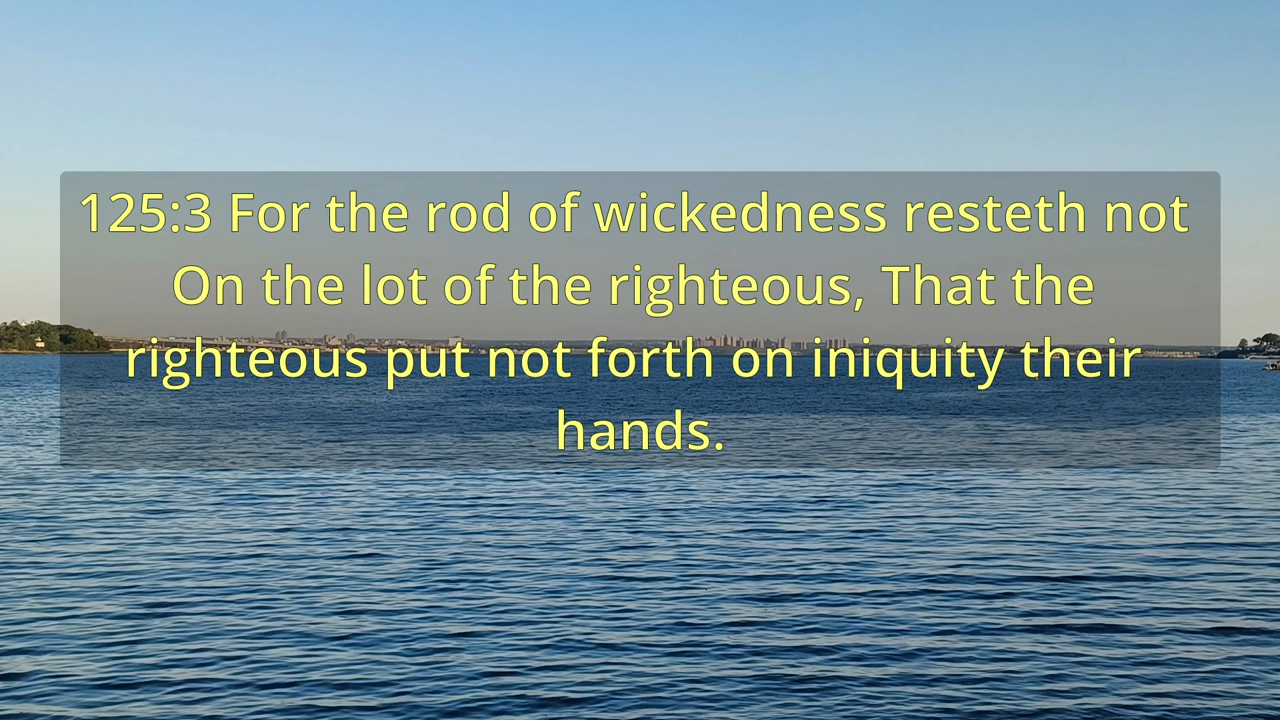 125:3 For the rod of wickedness resteth not
On the lot of the righteous, That the
righteous put not forth on iniquity their
hands.